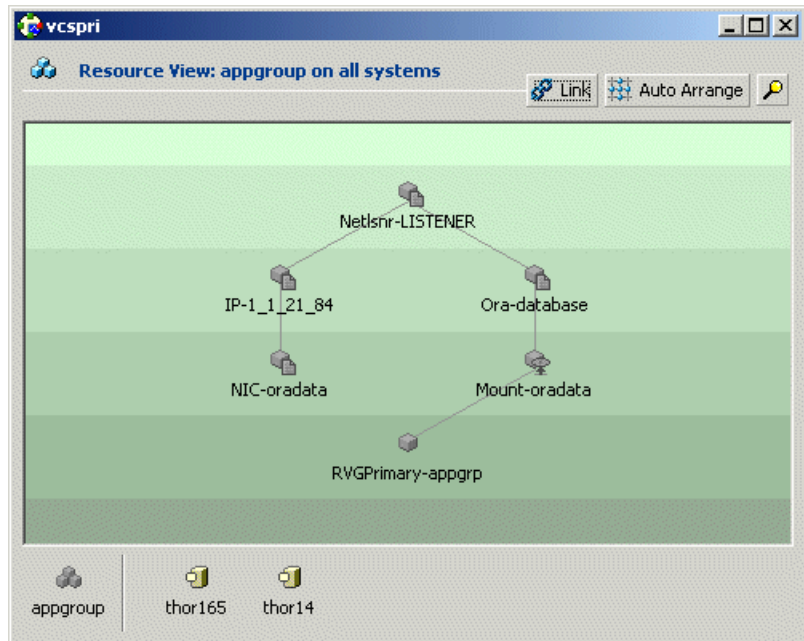 vcspri
Resource View: appgroup on all systems
Link
Auto Arrange
Netlsnr-LISTENER
IP-1_1_21_84
Ora-database
NIC-oradata
Mount-oradata
RVGPrimary-appgrp
appgroup
thor165
thor14